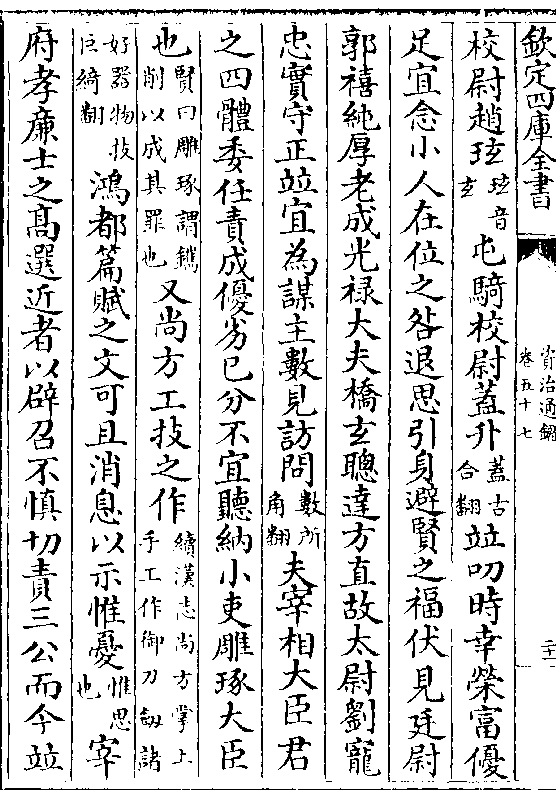 欽定四庫全書
資治通鑑
卷五十七
校尉趙玹玹音玄屯騎校尉蓋升蓋古合翻竝叨時幸榮富優
足宜念小人在位之咎退思引身避賢之福伏見廷尉
郭禧純厚老成光禄大夫橋玄聰達方直故太尉劉寵
忠實守正竝宜為謀主數見訪問數所角翻夫宰相大臣君
之四體委任責成優劣已分不宜聽納小吏雕琢大臣
也賢曰雕琢謂鐫削以成其罪也又尚方工技之作續漢志尚方掌上手工作御刀劒諸
好器物技巨綺翻鴻都篇賦之文可且消息以示惟憂惟思也宰
府孝廉士之髙選近者以辟召不慎切責三公而今竝